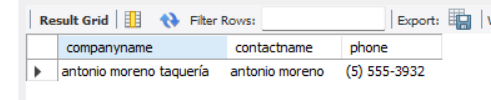 Result Grid Filter Rows: Export:
companyname contactname phone
antonio moreno taquería antonio moreno (5) 555-3932